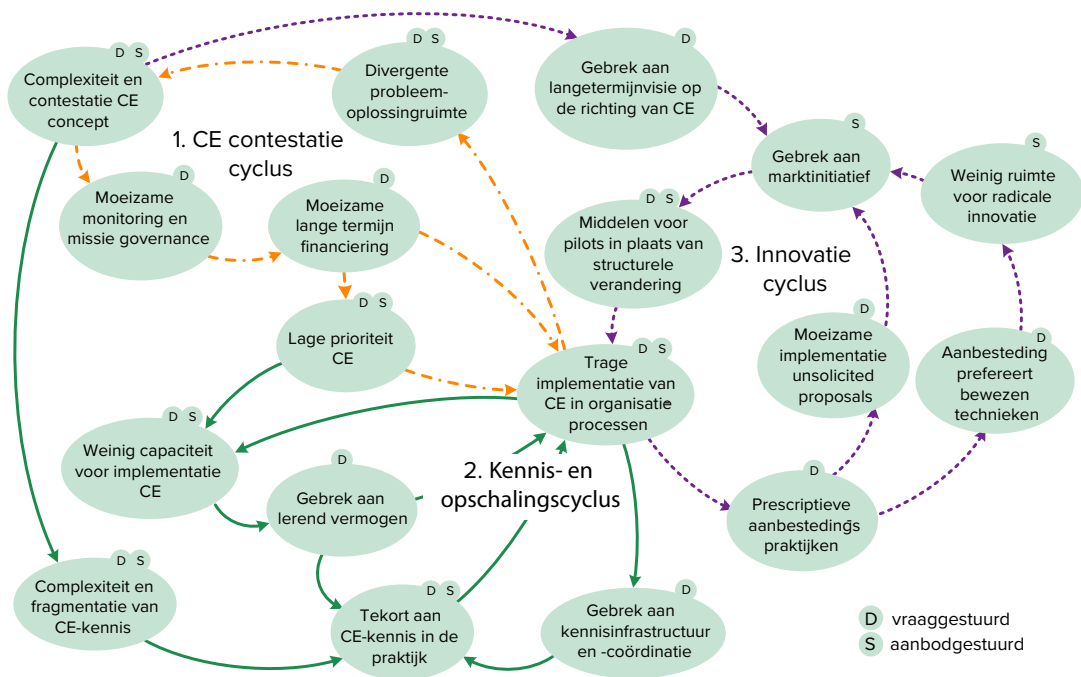 D S
Complexiteit en
contestatie CE
concept
D S
Divergente
probleem-
oplossingruimte
D
Gebrek aan
langetermijnvisie op
de richting van CE
1. CE contestatie
cyclus
S
Gebrek aan
marktinitiatief
S
Weinig ruimte
voor radicale
innovatie
D
Moeizame
monitoring en
missie governance
D
Moeizame
lange termijn
financiering
D S
Middelen voor
pilots in plaats van
structurele
verandering
3. Innovatie
cyclus
D S
Lage prioriteit
CE
D S
Trage
implementatie van
CE in organisatie
processen
D
Moeizame
implementatie
unsolicited
proposals
D
Aanbesteding
prefereert
bewezen
technieken
D S
Weinig capaciteit
voor implementatie
CE
D
Gebrek aan
lerend vermogen
2. Kennis- en
opschalingscyclus
D
Prescriptieve
aanbestedings
praktijken
D S
Complexiteit en
fragmentatie van
CE-kennis
D S
Tekort aan
CE-kennis in de
praktijk
D
Gebrek aan
kennisinfrastructuur
en -coördinatie
D vraaggestuurd
S aanbodgestuurd